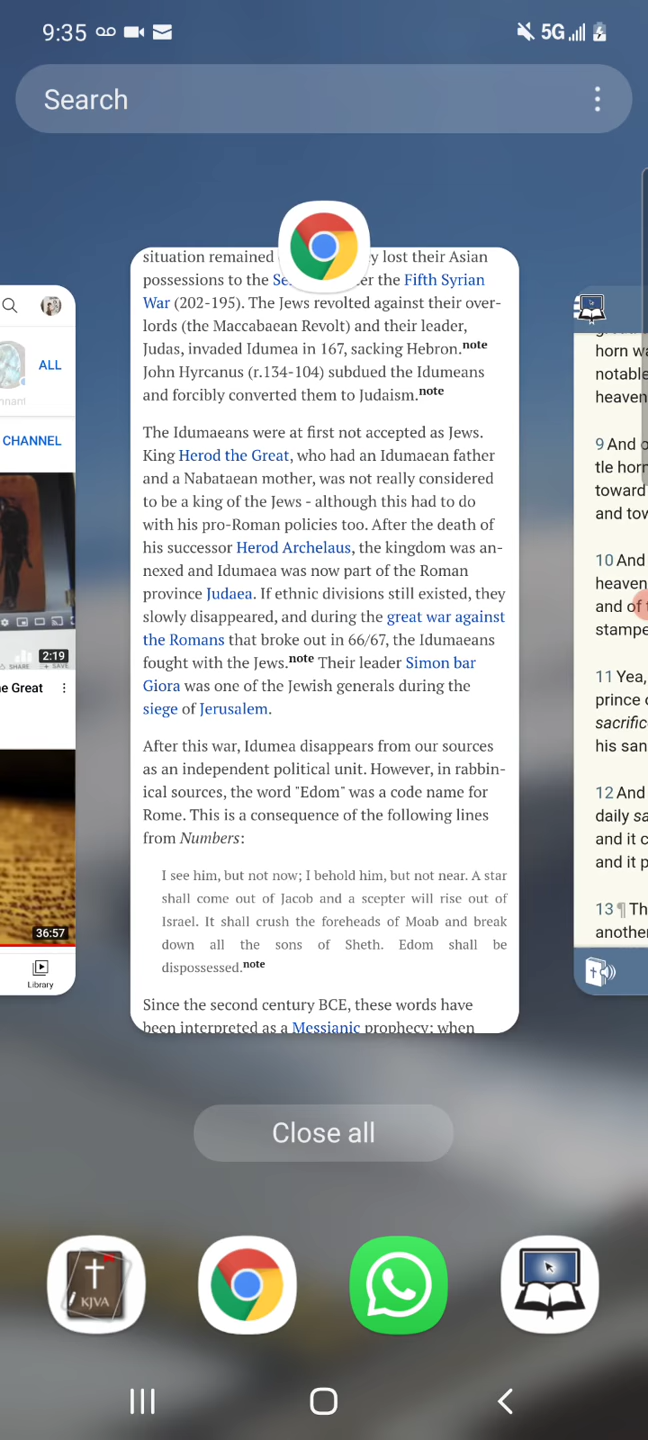 9:35
5G
Search
situation remained
y lost their Asian
possessions to the Se
er the Fifth Syrian
War (202-195). The Jews revolted against their over-
lords (the Maccabaean Revolt) and their leader,
Judas, invaded Idumea in 167, sacking Hebron.note
John Hyrcanus (r.134-104) subdued the Idumeans
and forcibly converted them to Judaism.note
The Idumaeans were at first not accepted as Jews.
King Herod the Great, who had an Idumaean father
and a Nabataean mother, was not really considered
to be a king of the Jews - although this had to do
with his pro-Roman policies too. After the death of
his successor Herod Archelaus, the kingdom was an-
nexed and Idumaea was now part of the Roman
province Judaea. If ethnic divisions still existed, they
slowly disappeared, and during the great war against
the Romans that broke out in 66/67, the Idumaeans
fought with the Jews.note Their leader Simon bar
Giora was one of the Jewish generals during the
siege of Jerusalem.
After this war, Idumea disappears from our sources
as an independent political unit. However, in rabbin-
ical sources, the word "Edom" was a code name for
Rome. This is a consequence of the following lines
from Numbers:
I see him, but not now; I behold him, but not near. A star
shall come out of Jacob and a scepter will rise out of
Israel. It shall crush the foreheads of Moab and break
down all the sons of Sheth. Edom shall be
dispossessed.note
Since the second century BCE, these words have
been interpreted as a Messianic prophecy; when
ALL
nnant
CHANNEL
SHARE
SAVE
2:19
e Great
36:57
Library
horn wa
notable
heaven
9 And o
tle horn
toward
and tow
10 And
heaven
and of t
stampe
11 Yea,
prince o
sacrific
his san
12 And
daily sa
and it c
and it p
13 ¶ Th
another
Close all
KJVA